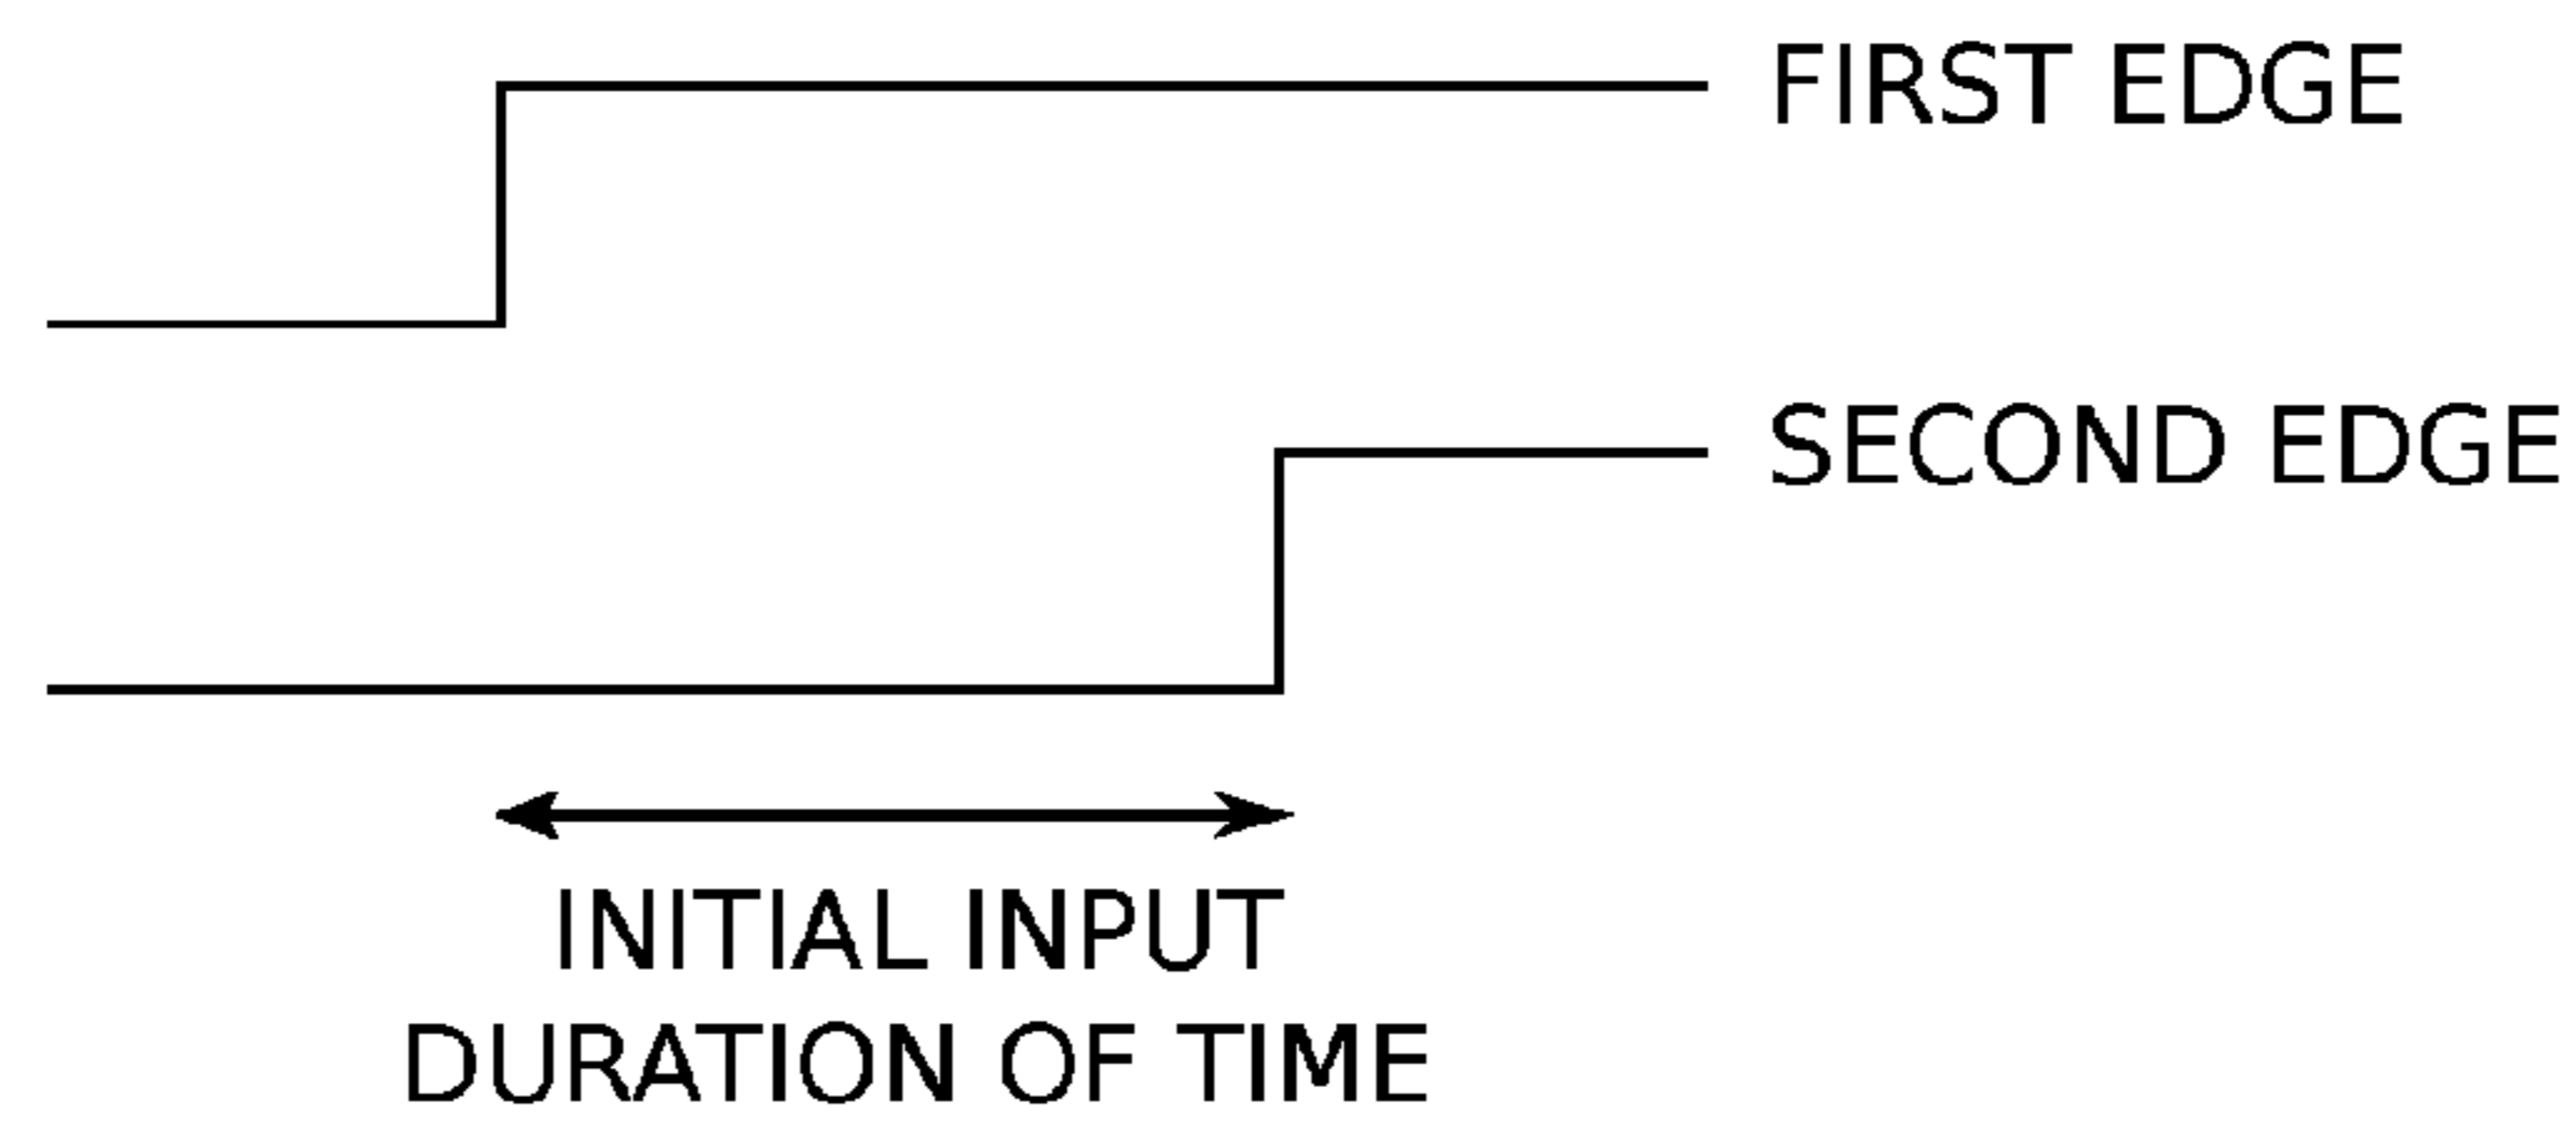 FIRST EDGE
SECOND EDGE
INITIAL INPUT
DURATION OF TIME